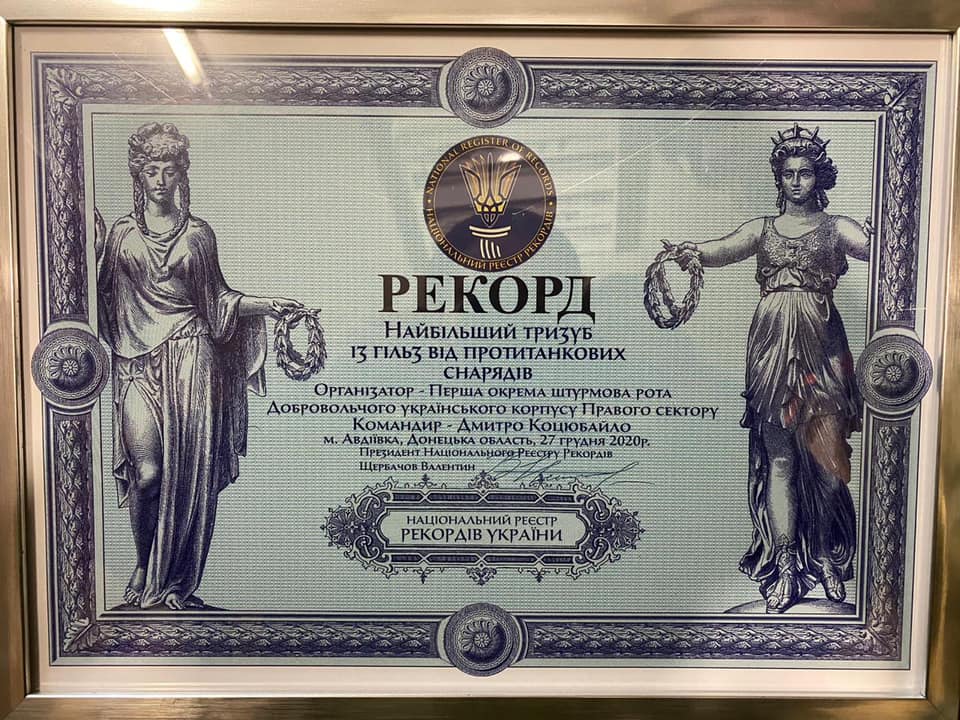 NATIONAL REGISTER OF RECORDS
НАЦІОНАЛЬНИЙ РЕЄСТР РЕКОРДІВ
РЕКОРД
Найбільший тризуб
із гільз від протитанкових
снарядів
Організатор - Перша окрема штурмова рота
Добровольчого українського корпусу Правого сектору
Командир - Дмитро Коцюбайло
м. Авдіївка, Донецька область, 27 грудня 2020р.
Президент Національного Реєстру Рекордів
Щербачов Валентин
НАЦІОНАЛЬНИЙ РЕЄСТР
РЕКОРДІВ УКРАЇНИ